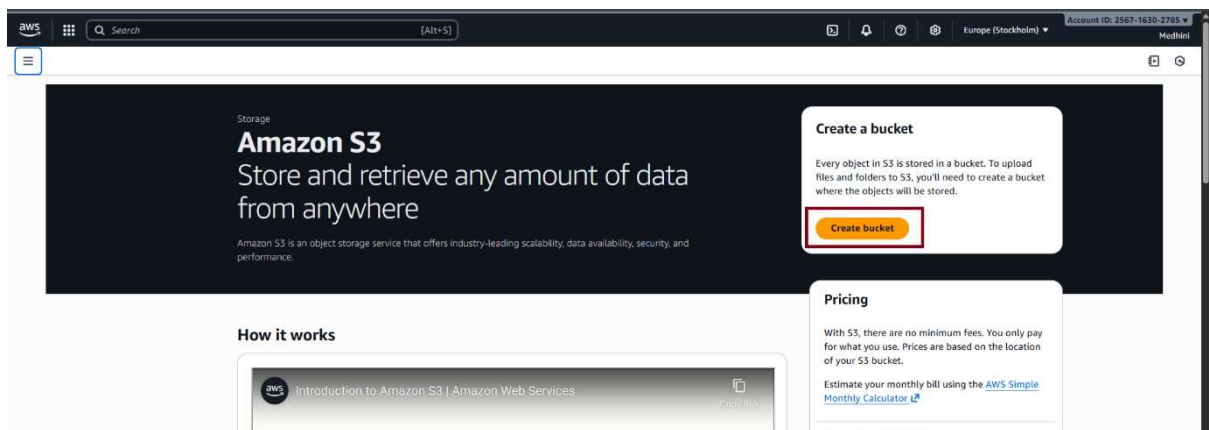 aws
Search
[Alt+S]
Europe (Stockholm)
Account ID: 2567-1630-2785
Medhini
Storage
Amazon S3
Store and retrieve any amount of data
from anywhere
Amazon S3 is an object storage service that offers industry-leading scalability, data availability, security, and
performance.
Create a bucket
Every object in S3 is stored in a bucket. To upload
files and folders to S3, you'll need to create a bucket
where the objects will be stored.
Create bucket
Pricing
With S3, there are no minimum fees. You only pay
for what you use. Prices are based on the location
of your S3 bucket.
Estimate your monthly bill using the AWS Simple
Monthly Calculator
How it works
aws
Introduction to Amazon S3 | Amazon Web Services
Copy link